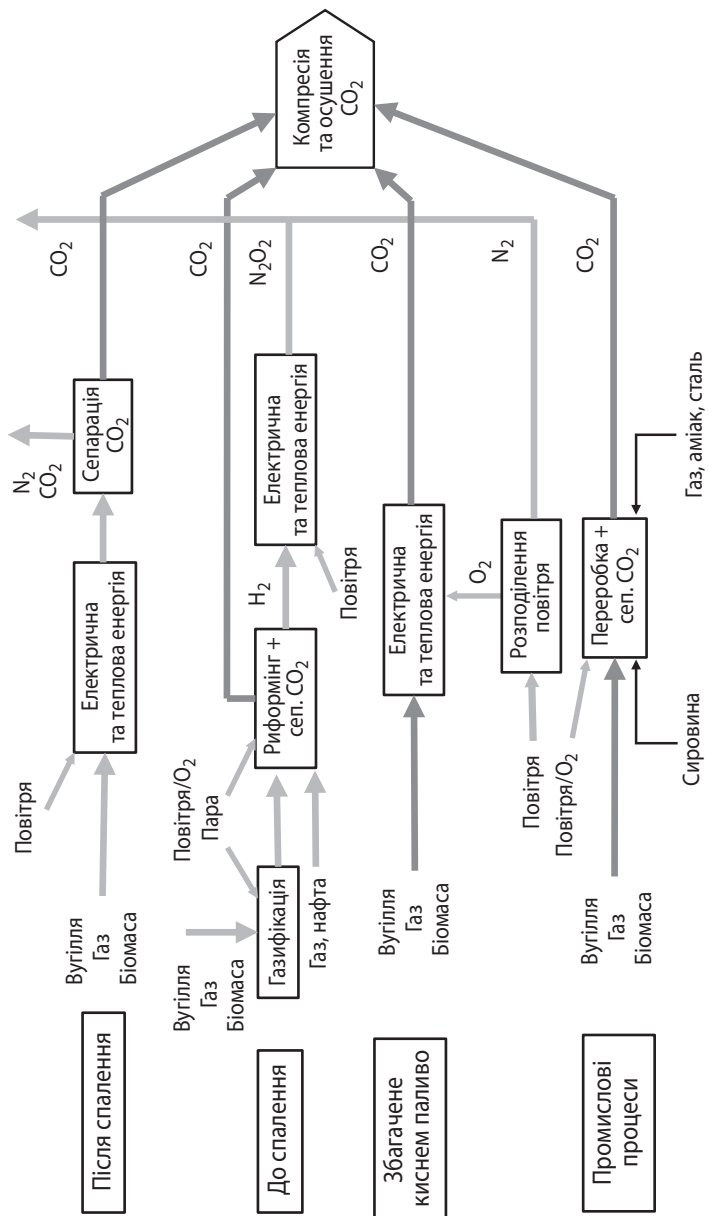 Після спалення
Вугілля
Газ
Біомаса
Повітря
Електрична
та теплова енергія
N₂
CO₂
Сепарація
CO₂
CO₂
До спалення
Вугілля
Газ
Біомаса
Газифікація
Повітря/O₂
Пара
Газ, нафта
Риформінг +
сеп. CO₂
H₂
Повітря
Електрична
та теплова енергія
CO₂
N₂O₂
Збагачене
киснем паливо
Вугілля
Газ
Біомаса
Електрична
та теплова енергія
CO₂
Повітря
O₂
Розподілення
повітря
N₂
Промислові
процеси
Вугілля
Газ
Біомаса
Повітря/O₂
Переробка +
сеп. CO₂
CO₂
Сировина
Газ, аміак, сталь
Компресія
та осушення
CO₂